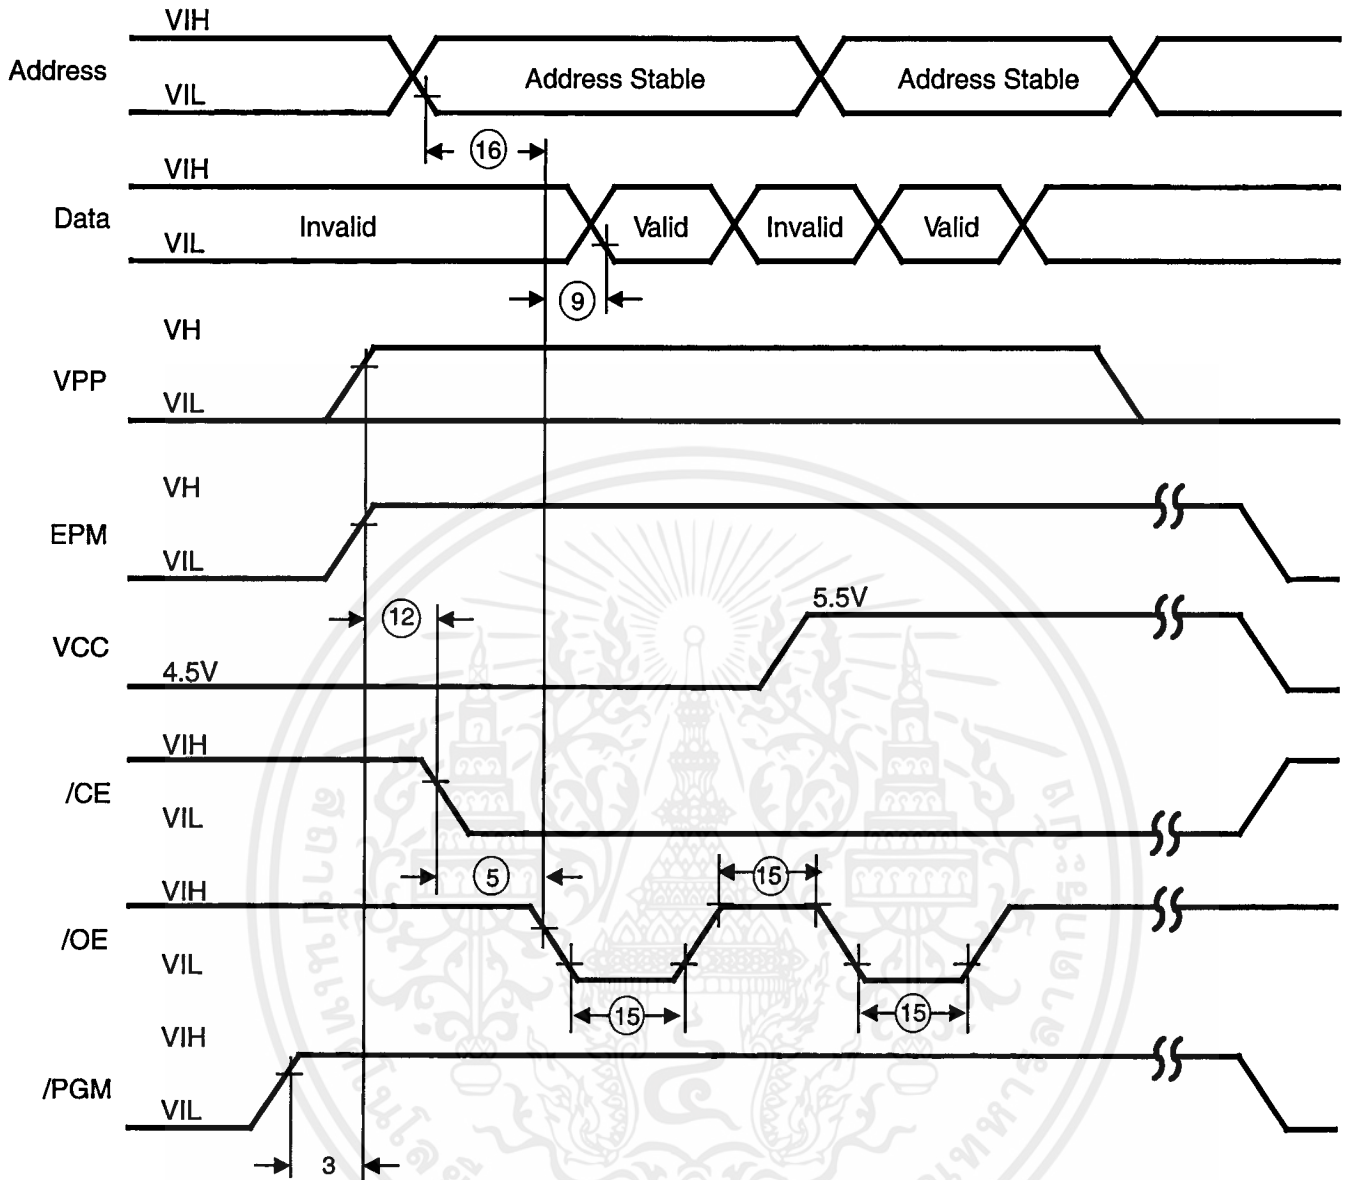 VIH
Address
VIL
Address Stable
Address Stable
16
VIH
Data
VIL
Invalid
Valid
Invalid
Valid
9
VH
VPP
VIL
VH
EPM
VIL
12
5.5V
VCC
4.5V
VIH
/CE
VIL
5
15
VIH
/OE
VIL
15
15
VIH
/PGM
VIL
3